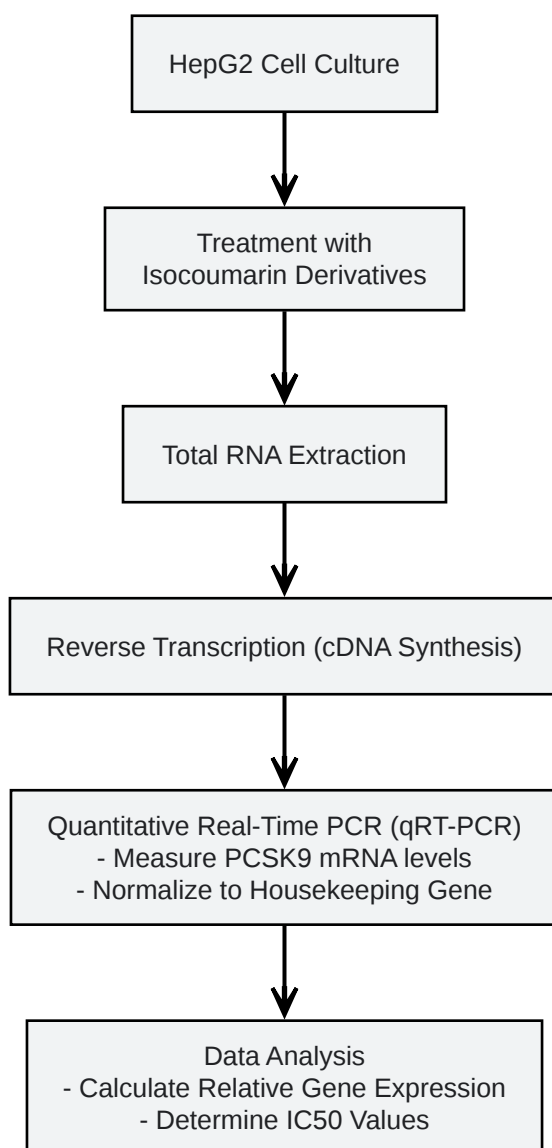 HepG2 Cell Culture
Treatment with
Isocoumarin Derivatives
Total RNA Extraction
Reverse Transcription (cDNA Synthesis)
Quantitative Real-Time PCR (qRT-PCR)
- Measure PCSK9 mRNA levels
- Normalize to Housekeeping Gene
Data Analysis
- Calculate Relative Gene Expression
- Determine IC50 Values